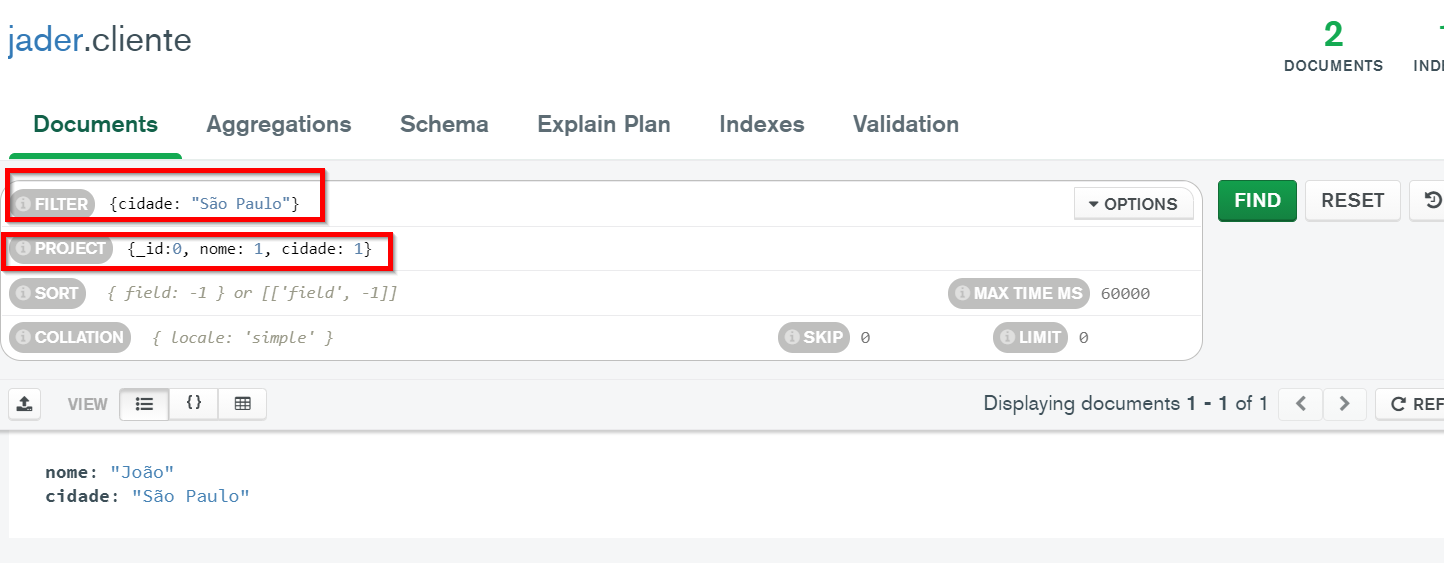 jader.cliente
2
DOCUMENTS
Documents Aggregations Schema Explain Plan Indexes Validation
FILTER {cidade: "São Paulo"} OPTIONS FIND RESET
PROJECT {_id:0, nome: 1, cidade: 1}
SORT { field: -1 } or [['field', -1]] MAX TIME MS 60000
COLLATION { locale: 'simple' } SKIP 0 LIMIT 0
VIEW {} Displaying documents 1 - 1 of 1
nome: "João"
cidade: "São Paulo"